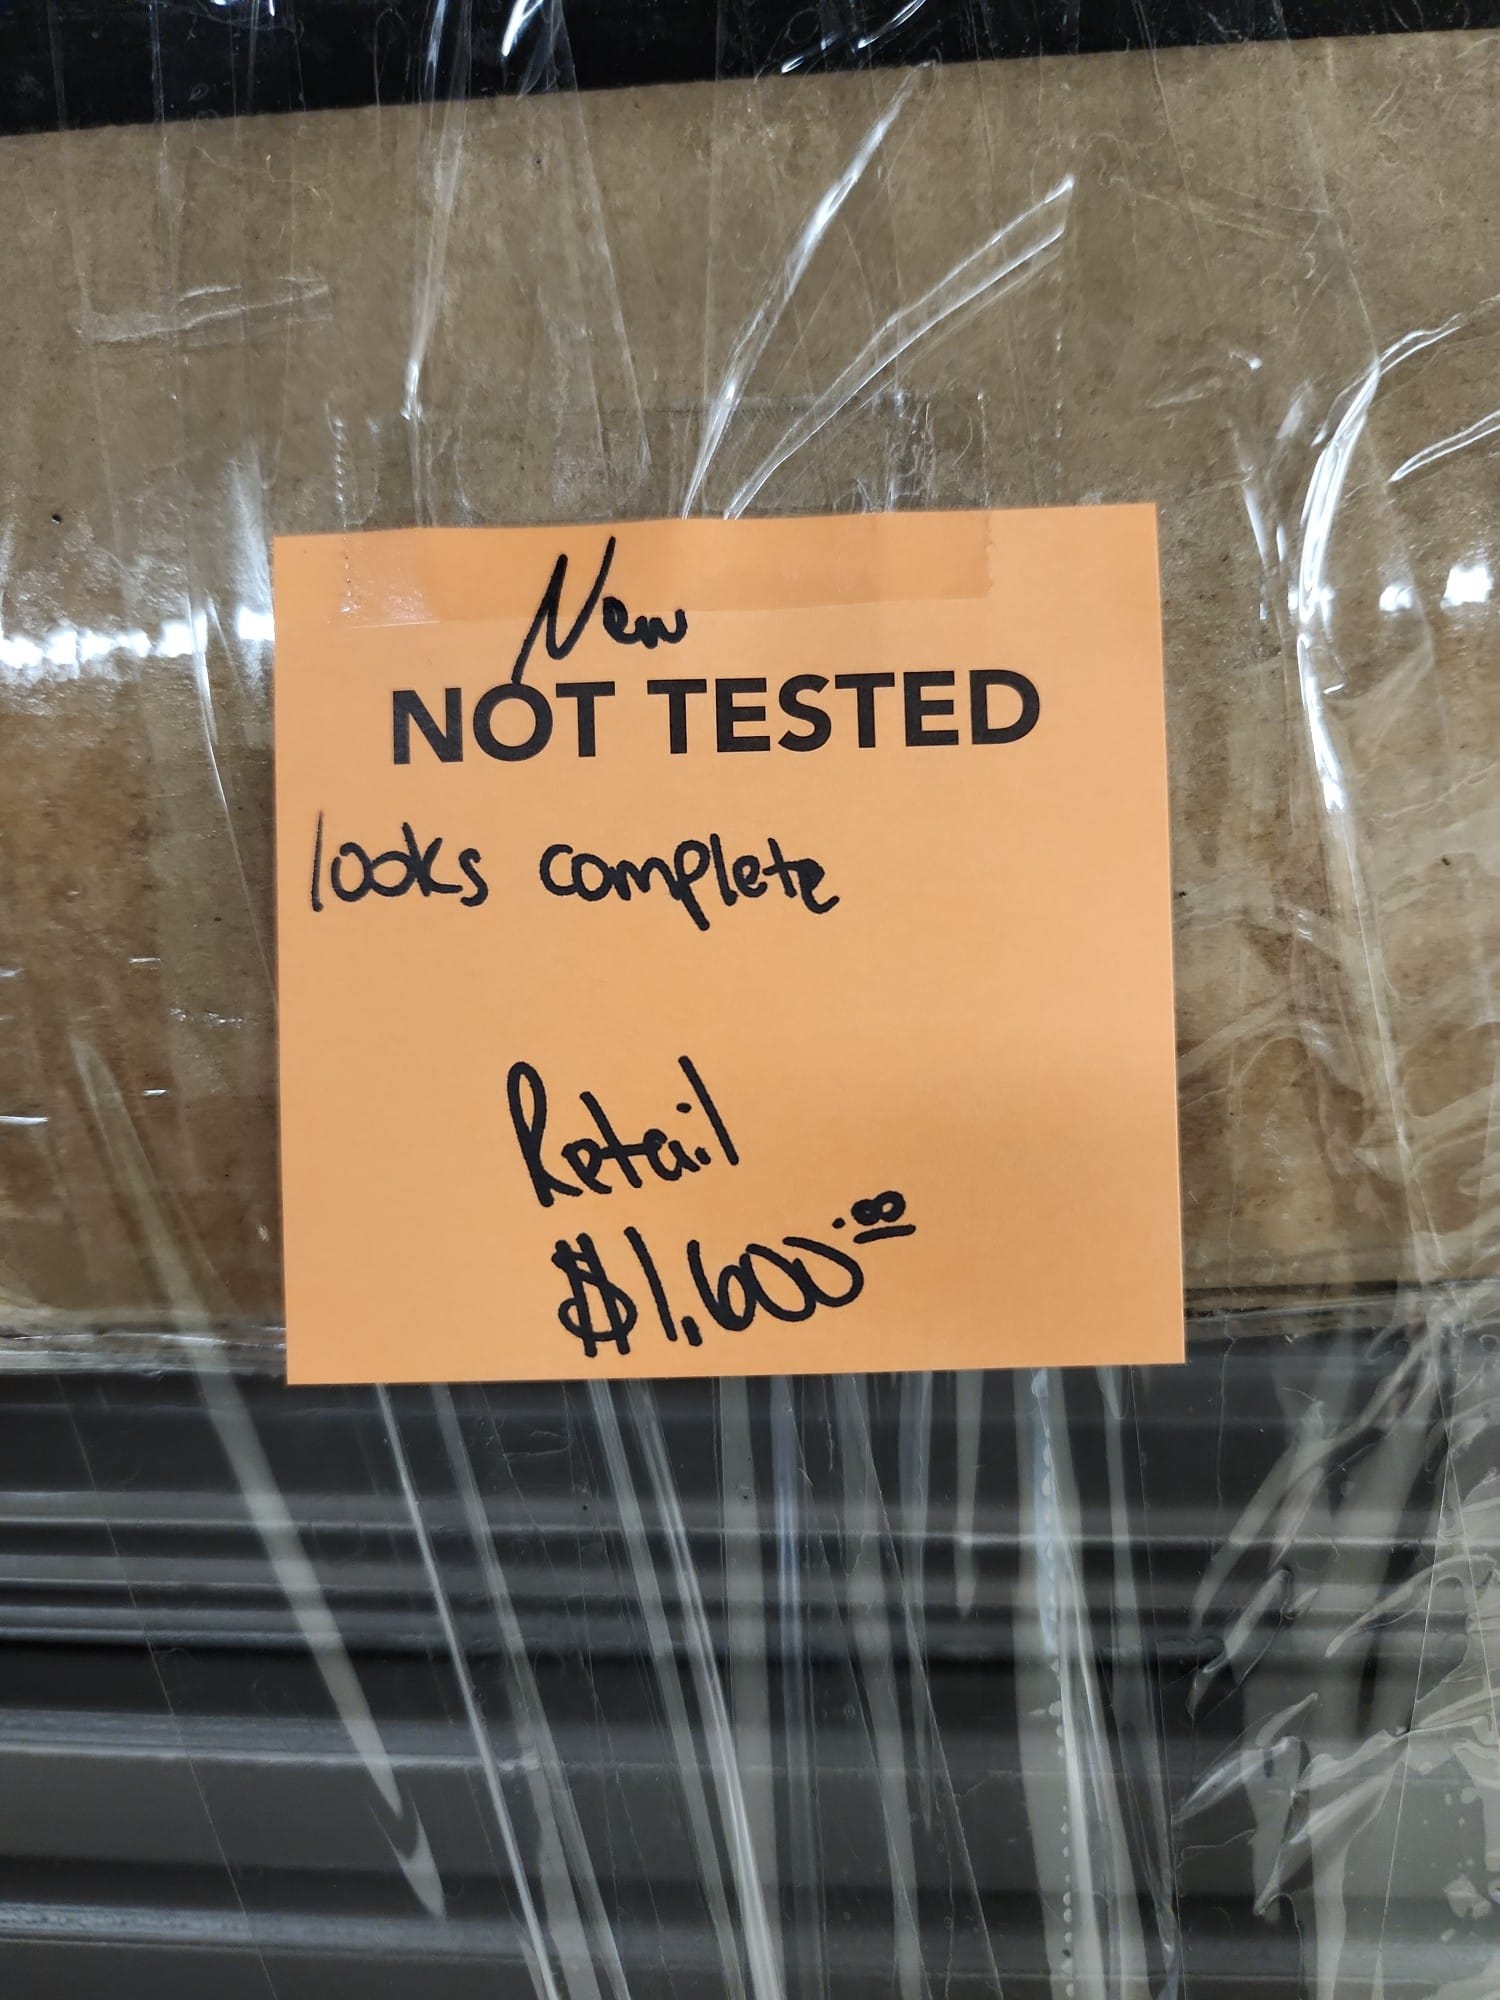 New
NOT TESTED
looks complete
Retail
$1,600.00